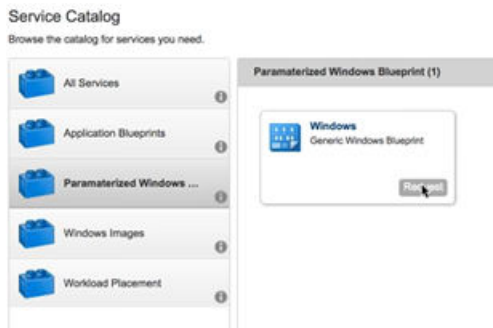 Service Catalog
Browse the catalog for services you need.
All Services
Application Blueprints
Paramaterized Windows ...
Windows Images
Workload Placement
Paramaterized Windows Blueprint (1)
Windows
Generic Windows Blueprint
Request